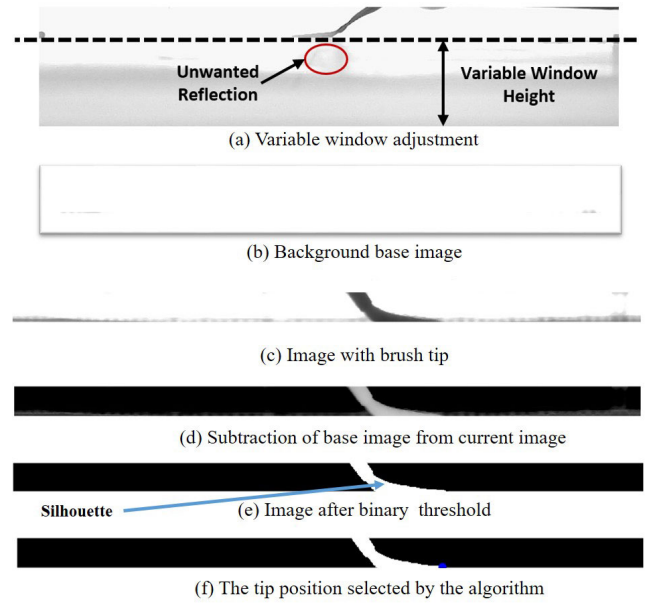 Unwanted
Reflection
Variable Window
Height
(a) Variable window adjustment
(b) Background base image
(c) Image with brush tip
(d) Subtraction of base image from current image
Silhouette
(e) Image after binary threshold
(f) The tip position selected by the algorithm